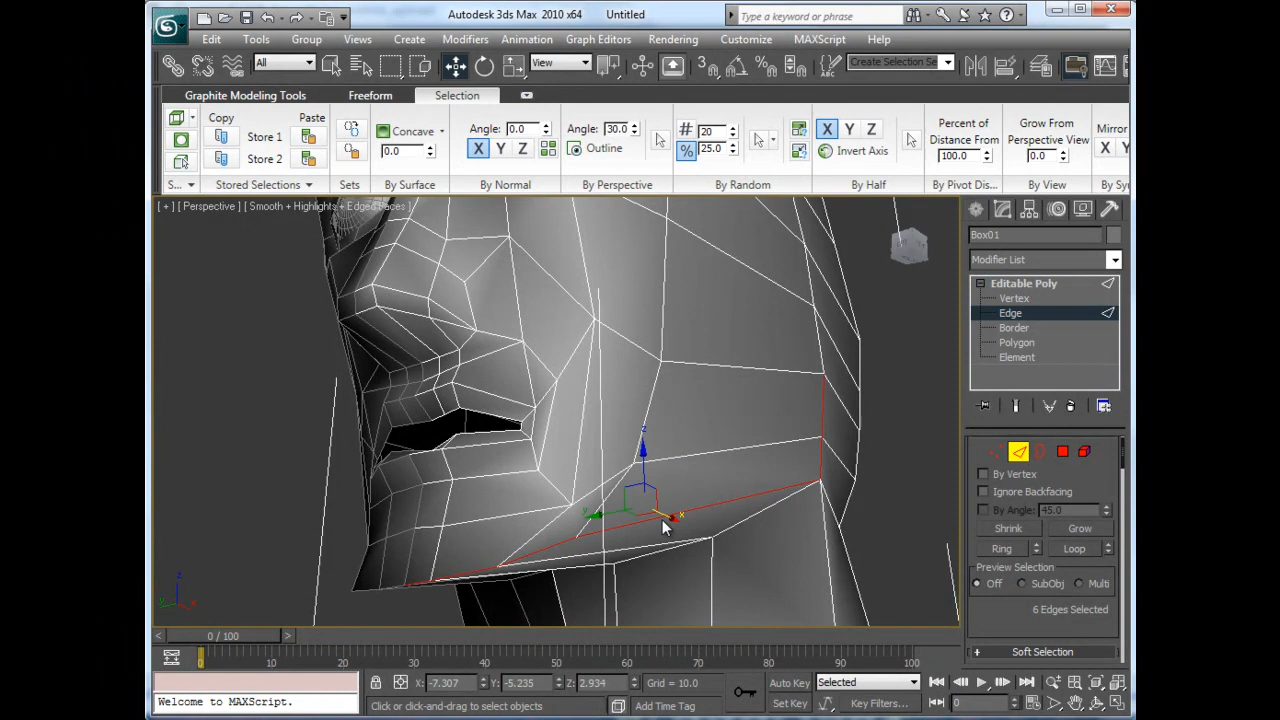 Autodesk 3ds Max 2010 x64 Untitled
Type a keyword or phrase
Edit Tools Group Views Create Modifiers Animation Graph Editors Rendering Customize MAXScript Help
All View Create Selection Se
Graphite Modeling Tools Freeform Selection
Copy Paste
Store 1
Store 2
Concave
0.0
Angle: 0.0
X Y Z
Angle: 30.0
Outline
# 20
% 25.0
X Y Z
Invert Axis
Percent of
Distance From
100.0
Grow From
Perspective View
0.0
Mirror
X Y
S... Stored Selections Sets By Surface By Normal By Perspective By Random By Half By Pivot Dis... By View By Sy
[ + ] [ Perspective ] [ Smooth + Highlights + Edged Faces ]
Box01
Modifier List
Editable Poly
Vertex
Edge
Border
Polygon
Element
z
y
x
By Vertex
Ignore Backfacing
By Angle: 45.0
Shrink Grow
Ring Loop
Preview Selection
Off SubObj Multi
6 Edges Selected
+ Soft Selection
z
y x
< 0 / 100 >
0 10 20 30 40 50 60 70 80 90 100
X: -7.307 Y: -5.235 Z: 2.934 Grid = 10.0 Auto Key Selected
Welcome to MAXScript. Click or click-and-drag to select objects Add Time Tag Set Key Key Filters... 0